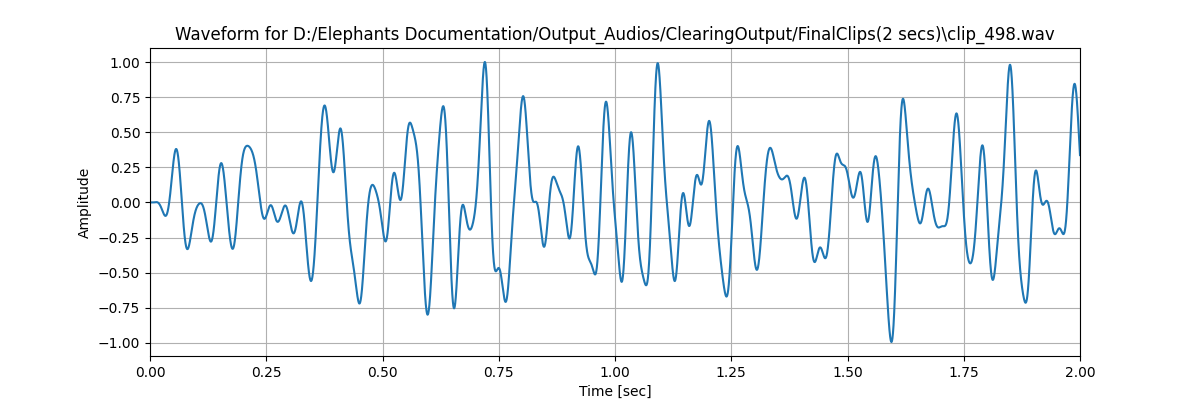 Waveform for D:/Elephants Documentation/Output_Audios/ClearingOutput/FinalClips(2 secs)\clip_498.wav
1.00
0.75
0.50
0.25
0.00
−0.25
−0.50
−0.75
−1.00
Amplitude
0.00 0.25 0.50 0.75 1.00 1.25 1.50 1.75 2.00
Time [sec]